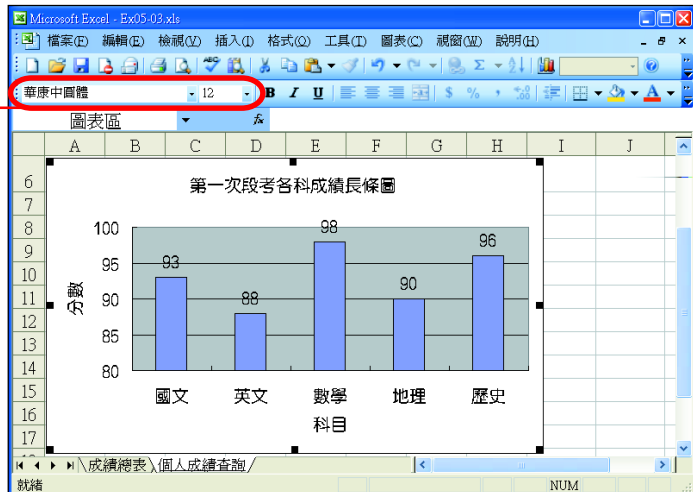 Microsoft Excel - Ex05-03.xls
檔案(F) 編輯(E) 檢視(V) 插入(I) 格式(O) 工具(T) 圖表(C) 視窗(W) 說明(H)
華康中圓體 12 B I U $ % ,
圖表區 fx
A B C D E F G H I J
6
7
8
9
10
11
12
13
14
15
16
17
第一次段考各科成績長條圖
分數
100
95
90
85
80
93
88
98
90
96
國文 英文 數學 地理 歷史
科目
成績總表 個人成績查詢
就緒 NUM